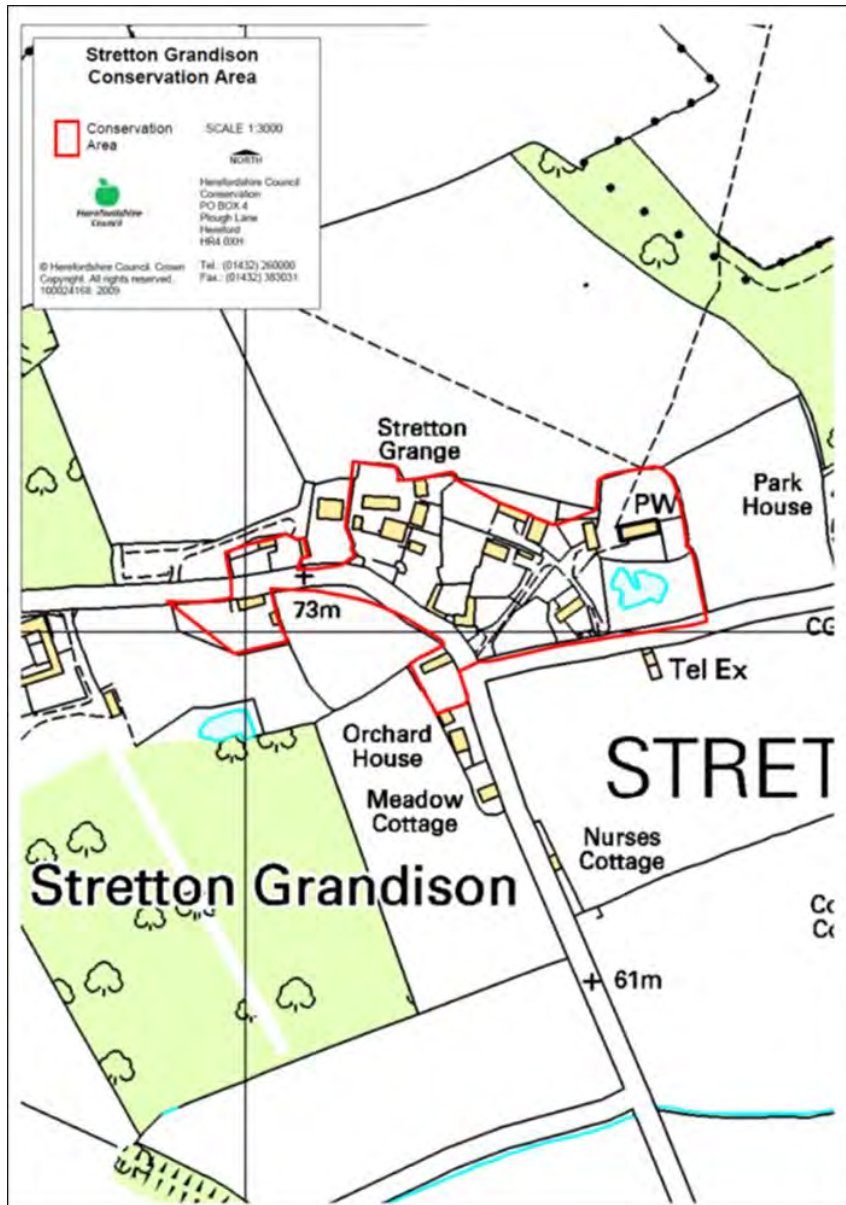 Stretton Grandison
Conservation Area
Conservation
Area
SCALE 1:3000
NORTH
Herefordshire
Council
Herefordshire Council
Conservation
PO BOX 4
Plough Lane
Hereford
HR4 0XH
© Herefordshire Council. Crown
Copyright. All rights reserved.
100024168. 2009
Tel.: (01432) 260000
Fax.: (01432) 383031
Stretton
Grange
PW
Park
House
73m
CG
Tel Ex
Orchard
House
STRET
Meadow
Cottage
Nurses
Cottage
Stretton Grandison
61m